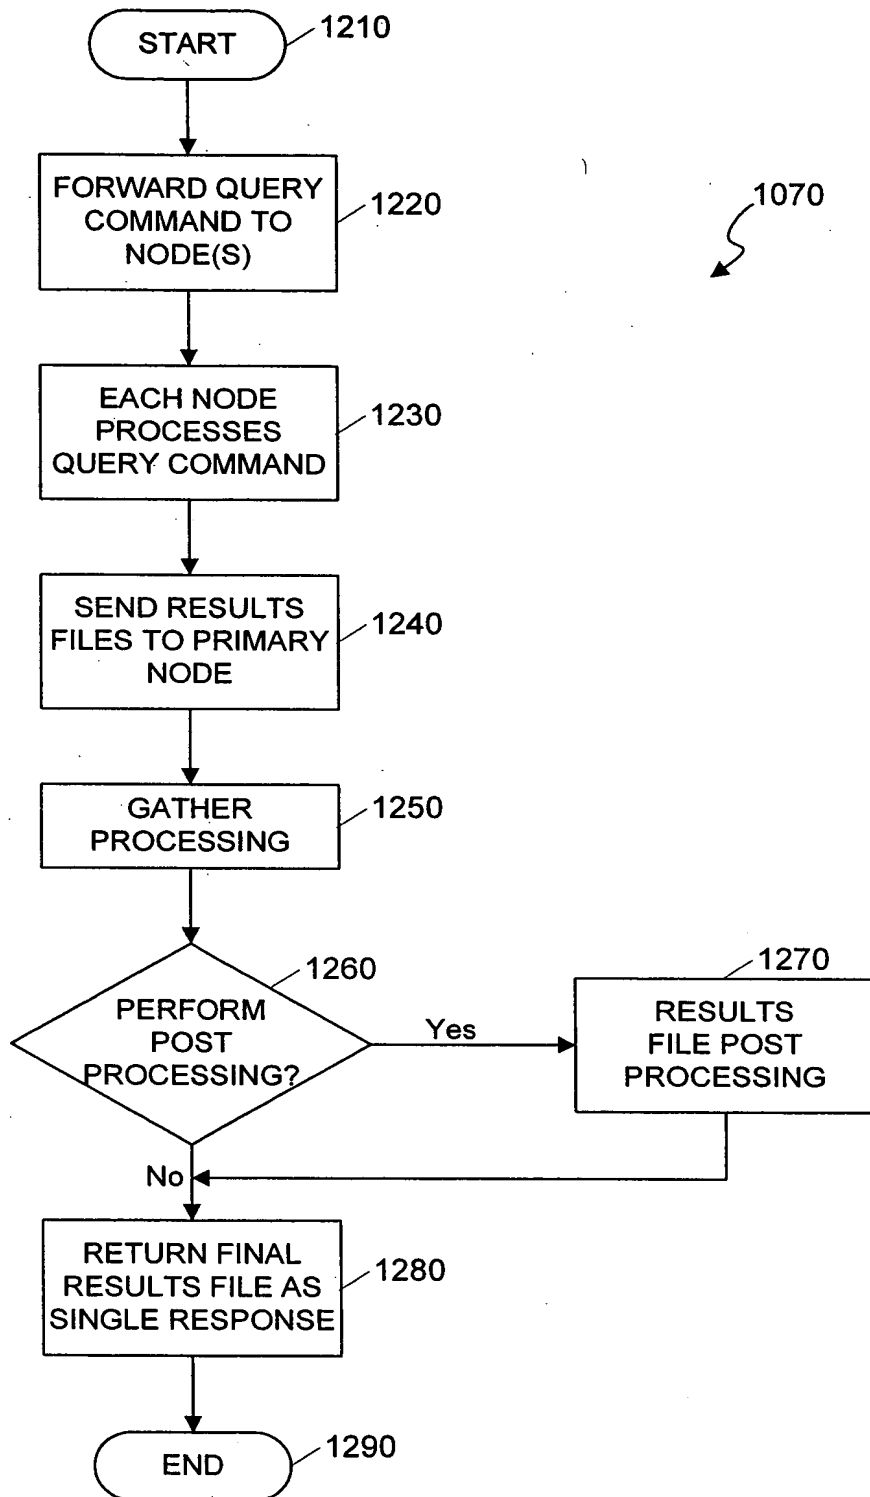 START
1210
FORWARD QUERY
COMMAND TO
NODE(S)
1220
1070
EACH NODE
PROCESSES
QUERY COMMAND
1230
SEND RESULTS
FILES TO PRIMARY
NODE
1240
GATHER
PROCESSING
1250
PERFORM
POST
PROCESSING?
1260
Yes
RESULTS
FILE POST
PROCESSING
1270
No
RETURN FINAL
RESULTS FILE AS
SINGLE RESPONSE
1280
END
1290